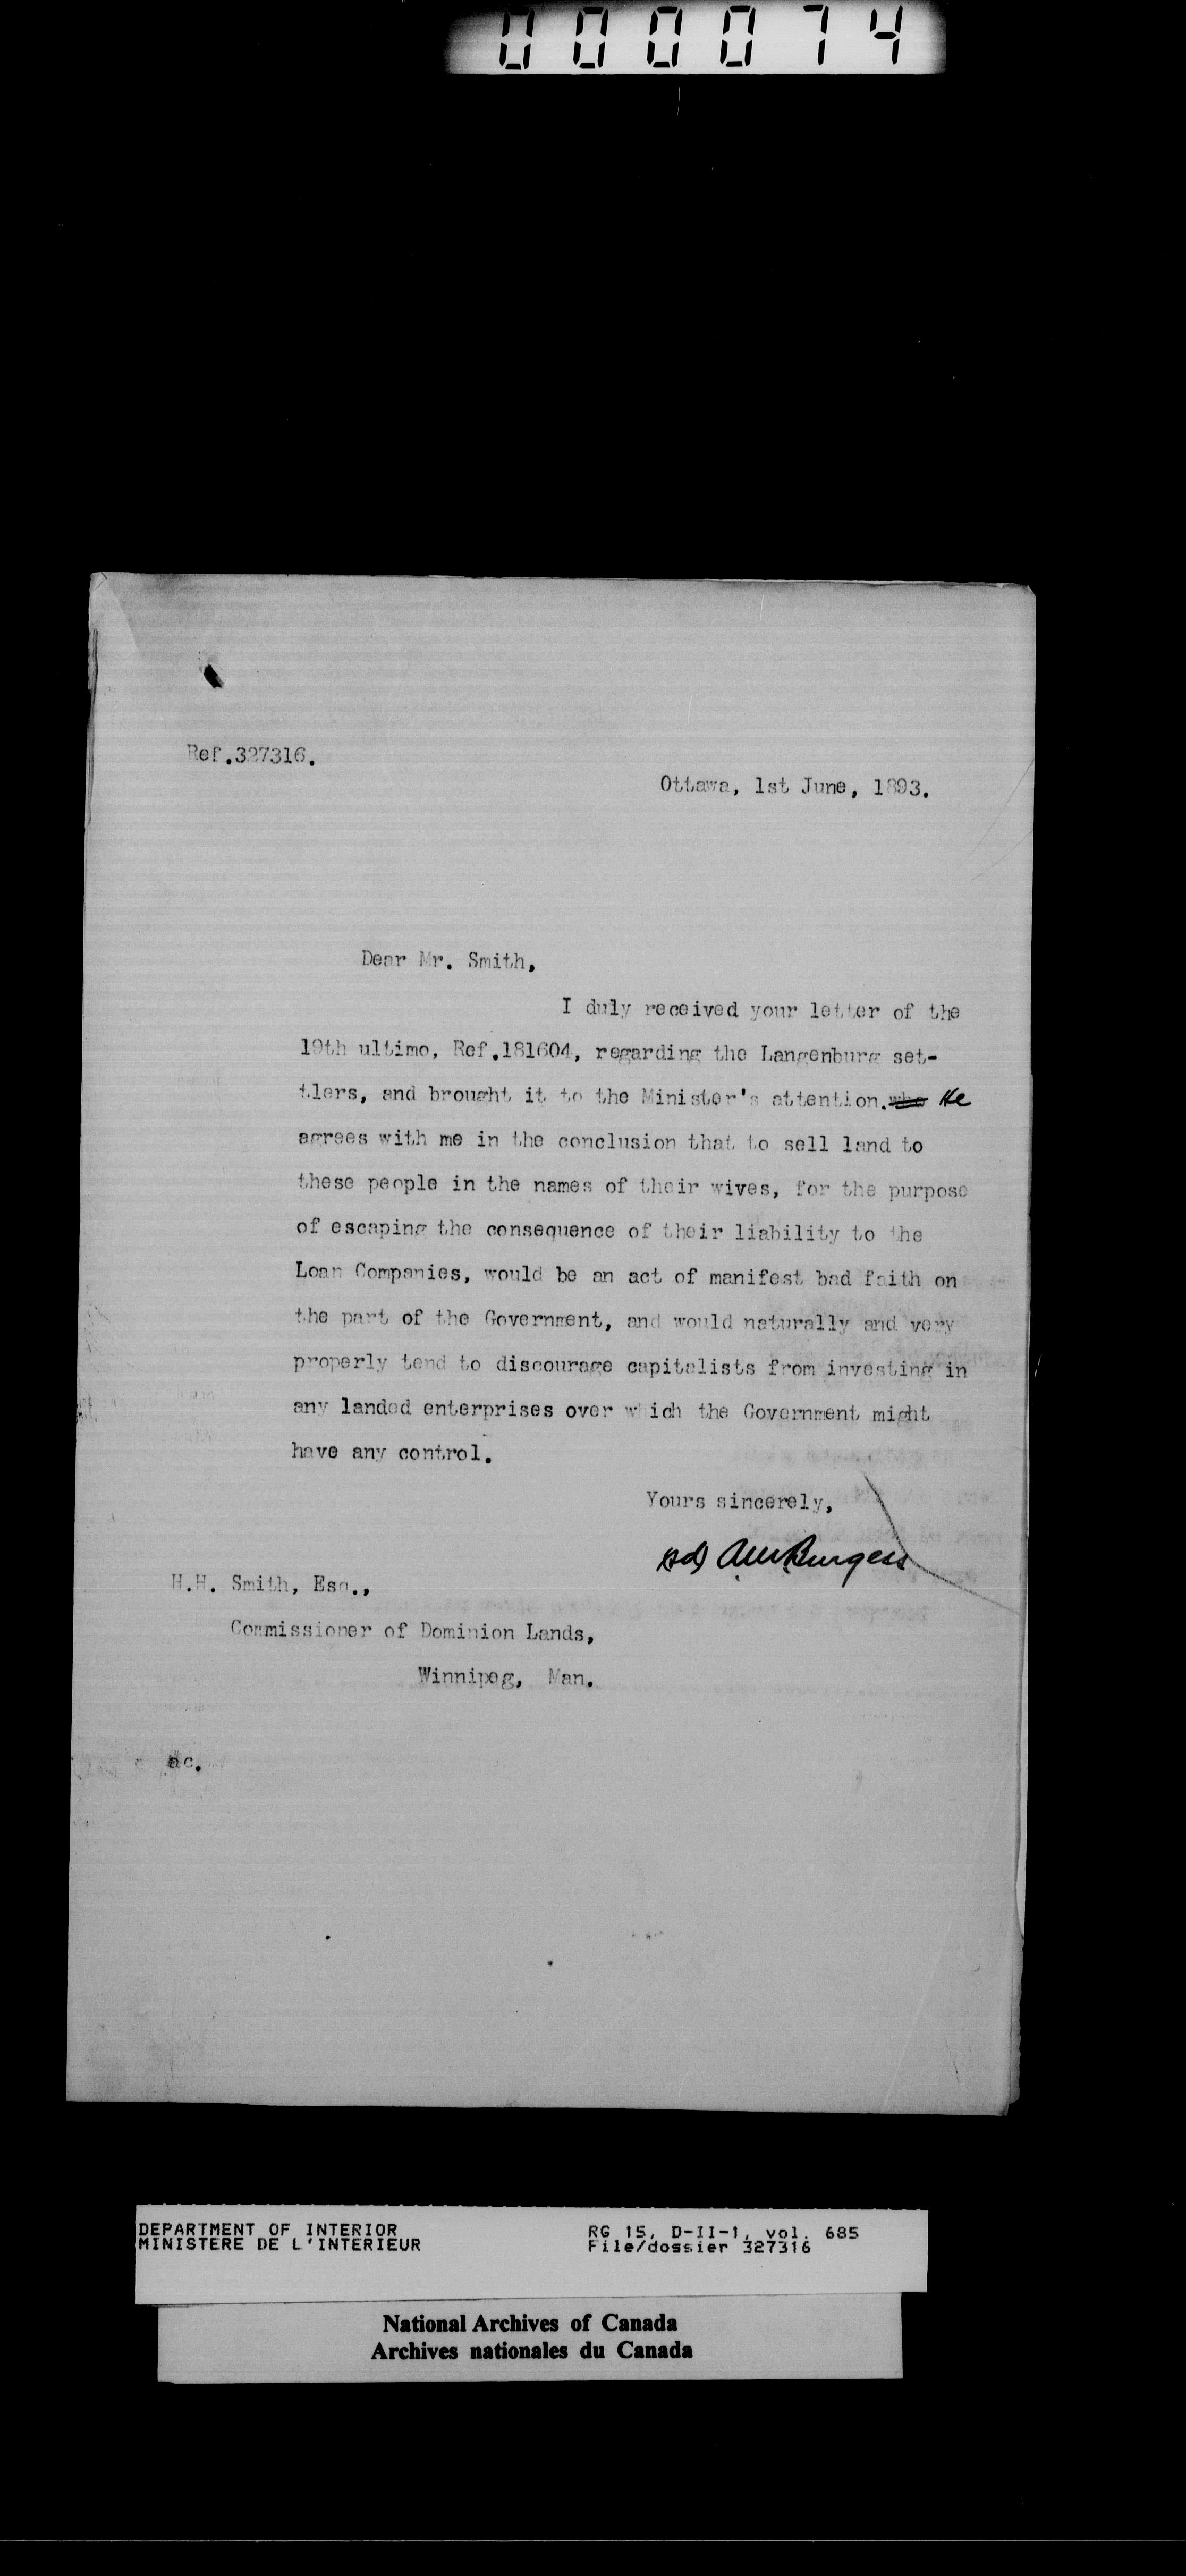 000074
Ref.327316.
Ottawa, 1st June, 1893.
Dear Mr. Smith,
I duly received your letter of the
19th ultimo, Ref.181604, regarding the Langenburg set-
tlers, and brought it to the Minister's attention. who He
agrees with me in the conclusion that to sell land to
these people in the names of their wives, for the purpose
of escaping the consequence of their liability to the
Loan Companies, would be an act of manifest bad faith on
the part of the Government, and would naturally and very
properly tend to discourage capitalists from investing in
any landed enterprises over which the Government might
have any control.
Yours sincerely,
sd) AM Burgess
H.H. Smith, Esq.,
Commissioner of Dominion Lands,
Winnipeg, Man.
ac.
DEPARTMENT OF INTERIOR RG 15, D-II-1, vol. 685
MINISTERE DE L'INTERIEUR File/dossier 327316
National Archives of Canada
Archives nationales du Canada